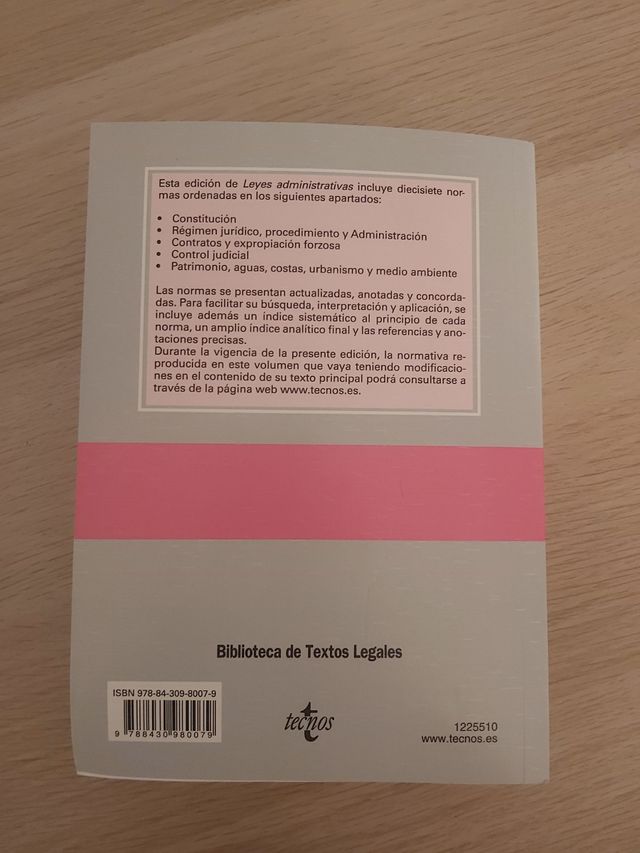 Esta edición de Leyes administrativas incluye diecisiete nor-
mas ordenadas en los siguientes apartados:
• Constitución
• Régimen jurídico, procedimiento y Administración
• Contratos y expropiación forzosa
• Control judicial
• Patrimonio, aguas, costas, urbanismo y medio ambiente
Las normas se presentan actualizadas, anotadas y concorda-
das. Para facilitar su búsqueda, interpretación y aplicación, se
incluye además un índice sistemático al principio de cada
norma, un amplio índice analítico final y las referencias y ano-
taciones precisas.
Durante la vigencia de la presente edición, la normativa re-
producida en este volumen que vaya teniendo modificacio-
nes en el contenido de su texto principal podrá consultarse a
través de la página web www.tecnos.es.
Biblioteca de Textos Legales
ISBN 978-84-309-8007-9
9 788430 980079
tecnos
1225510
www.tecnos.es